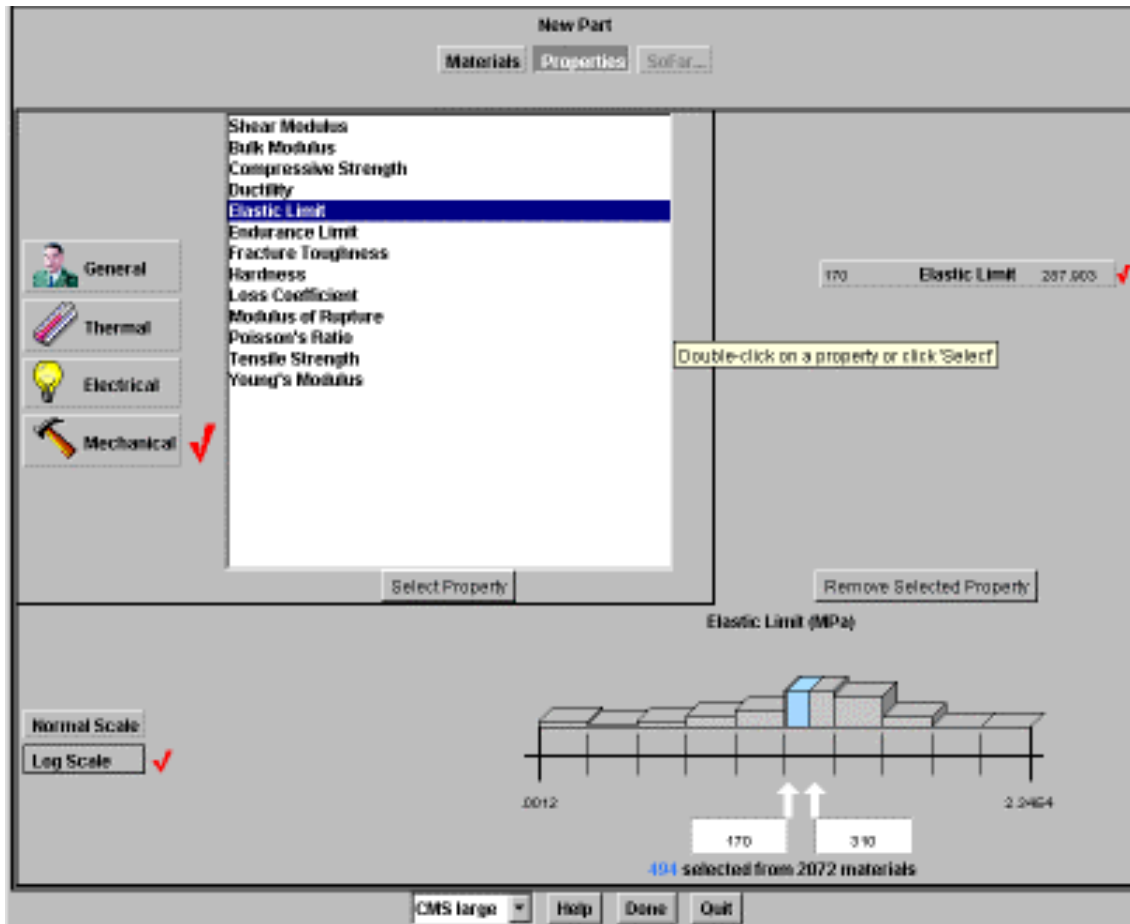 New Part
Materials Properties SoFar...
Shear Modulus
Bulk Modulus
Compressive Strength
Ductility
Elastic Limit
Endurance Limit
Fracture Toughness
Hardness
Loss Coefficient
Modulus of Rupture
Poisson's Ratio
Tensile Strength
Young's Modulus
General
Thermal
Electrical
Mechanical
170 Elastic Limit 287.903
Double-click on a property or click 'Select'
Select Property
Remove Selected Property
Elastic Limit (MPa)
Normal Scale
Log Scale
.0012
170
310
494 selected from 2072 materials
CMS large Help Done Quit